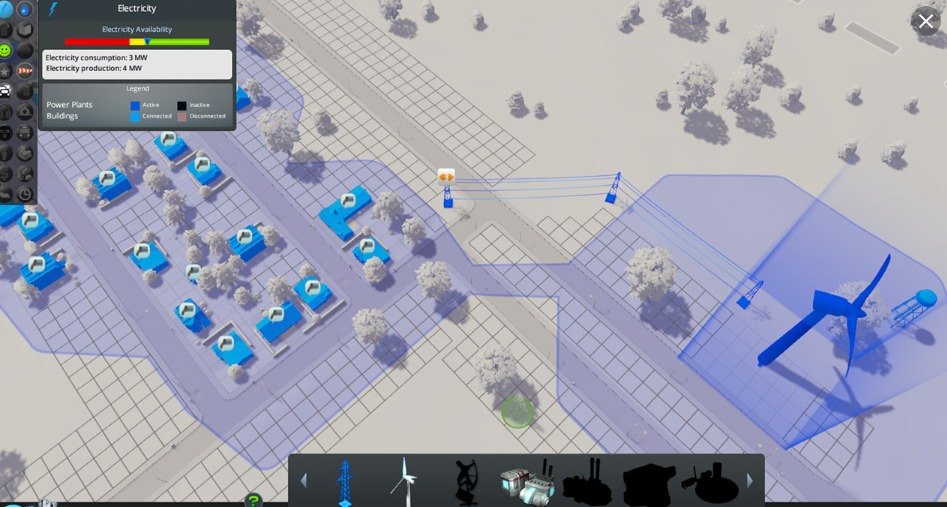 Electricity
Electricity Availability
Electricity consumption: 3 MW
Electricity production: 4 MW
Legend
Power Plants Active Inactive
Buildings Connected Disconnected
?